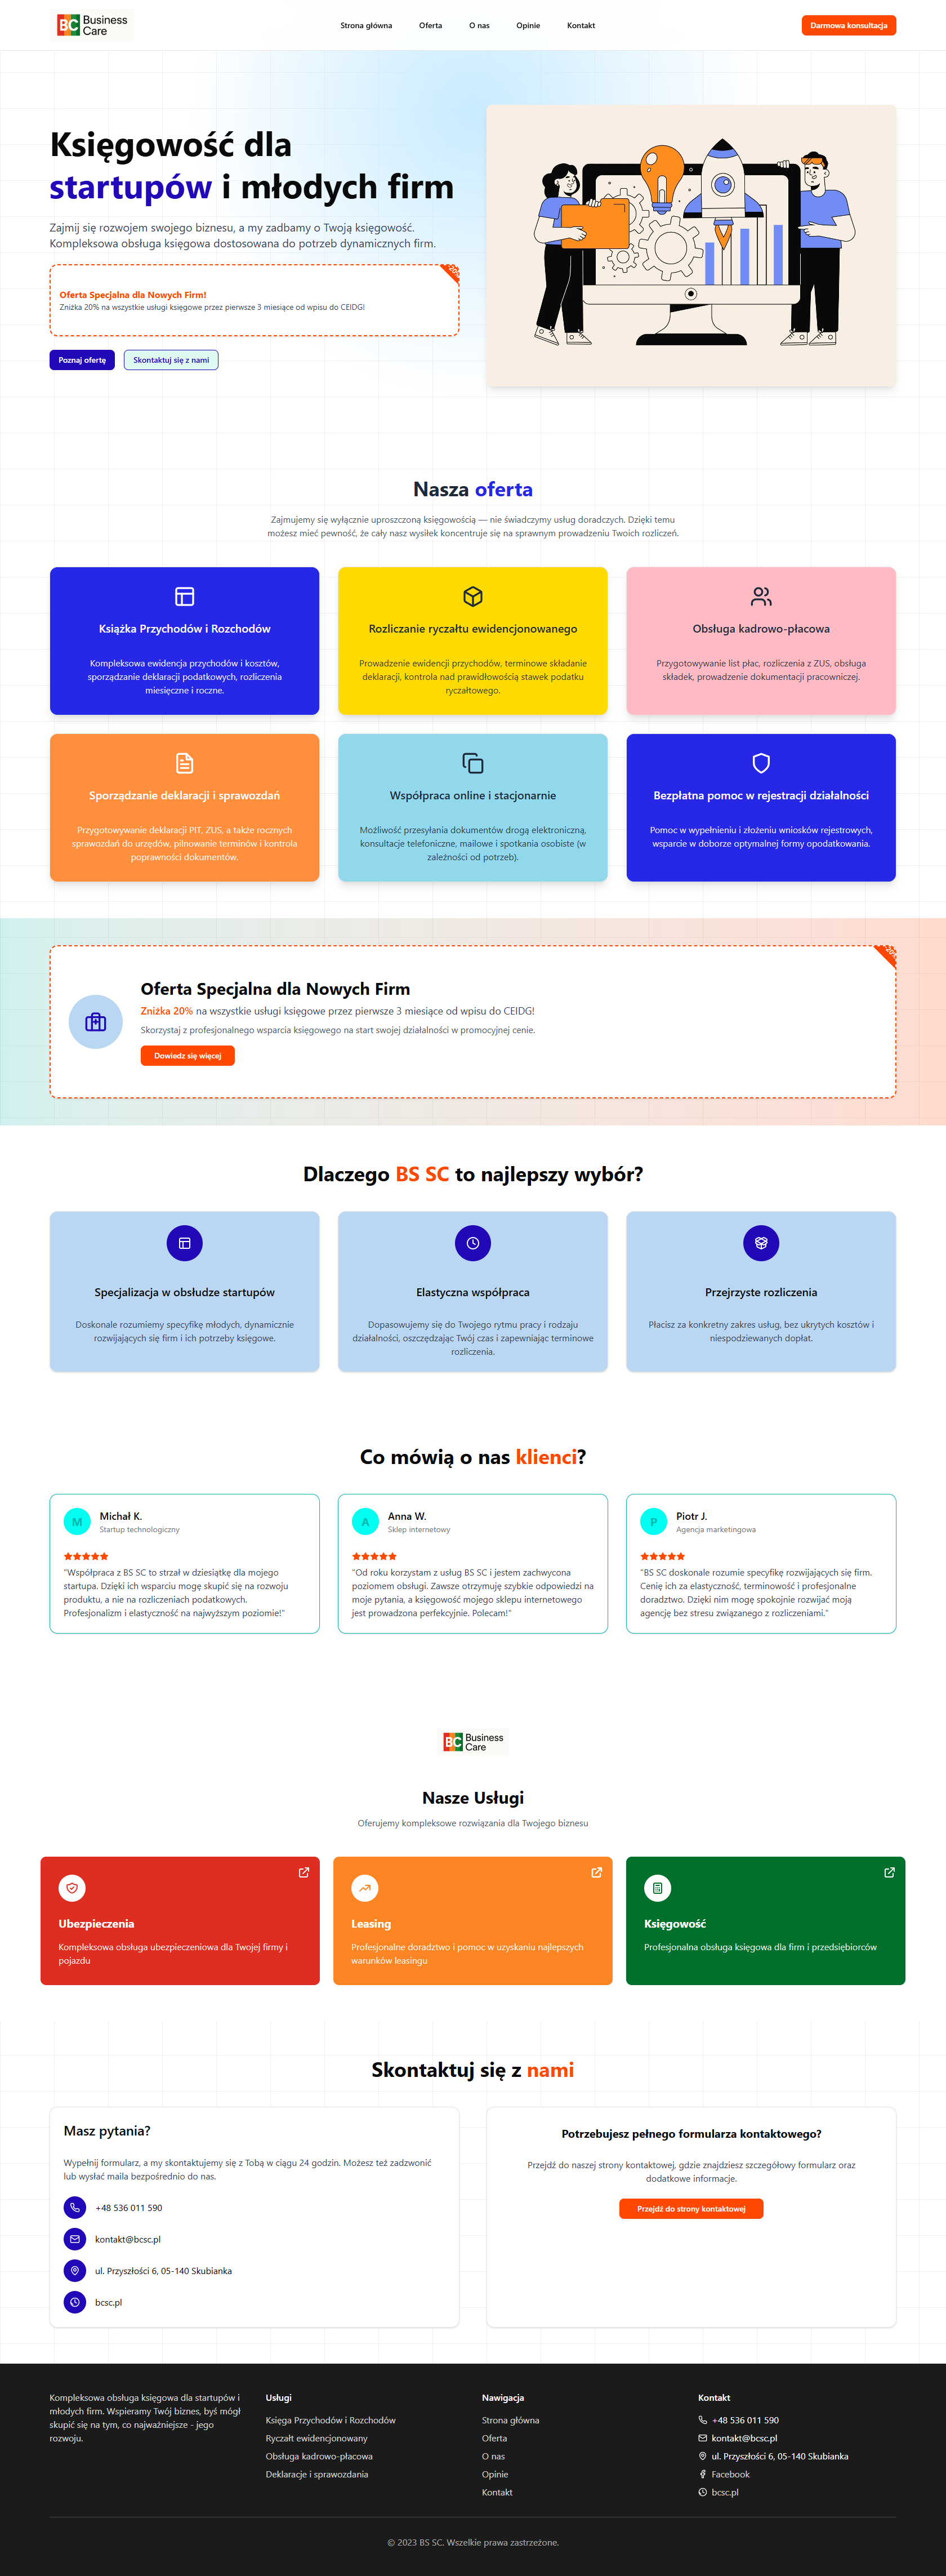 BC Business
Care
Strona główna
Oferta
O nas
Opinie
Kontakt
Darmowa konsultacja
Księgowość dla
startupów i młodych firm
Zajmij się rozwojem swojego biznesu, a my zadbamy o Twoją księgowość.
Kompleksowa obsługa księgowa dostosowana do potrzeb dynamicznych firm.
Oferta Specjalna dla Nowych Firm!
Zniżka 20% na wszystkie usługi księgowe przez pierwsze 3 miesiące od wpisu do CEIDG!
Poznaj ofertę
Skontaktuj się z nami
Nasza oferta
Zajmujemy się wyłącznie uproszczoną księgowością — nie świadczymy usług doradczych. Dzięki temu
możesz mieć pewność, że cały nasz wysiłek koncentruje się na sprawnym prowadzeniu Twoich rozliczeń.
Książka Przychodów i Rozchodów
Kompleksowa ewidencja przychodów i kosztów,
sporządzanie deklaracji podatkowych, rozliczenia
miesięczne i roczne.
Rozliczanie ryczałtu ewidencjonowanego
Prowadzenie ewidencji przychodów, terminowe składanie
deklaracji, kontrola nad prawidłowością stawek podatku
ryczałtowego.
Obsługa kadrowo-płacowa
Przygotowywanie list płac, rozliczenia z ZUS, obsługa
składek, prowadzenie dokumentacji pracowniczej.
Sporządzanie deklaracji i sprawozdań
Przygotowywanie deklaracji PIT, ZUS, a także rocznych
sprawozdań do urzędów, pilnowanie terminów i kontrola
poprawności dokumentów.
Współpraca online i stacjonarnie
Możliwość przesyłania dokumentów drogą elektroniczną,
konsultacje telefoniczne, mailowe i spotkania osobiste (w
zależności od potrzeb).
Bezpłatna pomoc w rejestracji działalności
Pomoc w wypełnieniu i złożeniu wniosków rejestrowych,
wsparcie w doborze optymalnej formy opodatkowania.
Oferta Specjalna dla Nowych Firm
Zniżka 20% na wszystkie usługi księgowe przez pierwsze 3 miesiące od wpisu do CEIDG!
Skorzystaj z profesjonalnego wsparcia księgowego na start swojej działalności w promocyjnej cenie.
Dowiedz się więcej
Dlaczego BS SC to najlepszy wybór?
Specjalizacja w obsłudze startupów
Doskonale rozumiemy specyfikę młodych, dynamicznie
rozwijających się firm i ich potrzeby księgowe.
Elastyczna współpraca
Dopasowujemy się do Twojego rytmu pracy i rodzaju
działalności, oszczędzając Twój czas i zapewniając terminowe
rozliczenia.
Przejrzyste rozliczenia
Płacisz za konkretny zakres usług, bez ukrytych kosztów i
niespodziewanych dopłat.
Co mówią o nas klienci?
M
Michał K.
Startup technologiczny
"Współpraca z BS SC to strzał w dziesiątkę dla mojego
startupu. Dzięki ich wsparciu mogę skupić się na rozwoju
produktu, a nie na rozliczeniach podatkowych.
Profesjonalizm i elastyczność na najwyższym poziomie!"
A
Anna W.
Sklep internetowy
"Od roku korzystam z usług BS SC i jestem zachwycona
poziomem obsługi. Zawsze otrzymuję szybkie odpowiedzi na
moje pytania, a księgowość mojego sklepu internetowego
jest prowadzona perfekcyjnie. Polecam!"
P
Piotr J.
Agencja marketingowa
"BS SC doskonale rozumie specyfikę rozwijających się firm.
Cenię ich za elastyczność, terminowość i profesjonalne
doradztwo. Dzięki nim mogę spokojnie rozwijać moją
agencję bez stresu związanego z rozliczeniami."
BC Business
Care
Nasze Usługi
Oferujemy kompleksowe rozwiązania dla Twojego biznesu
Ubezpieczenia
Kompleksowa obsługa ubezpieczeniowa dla Twojej firmy i
pojazdu
Leasing
Profesjonalne doradztwo i pomoc w uzyskaniu najlepszych
warunków leasingu
Księgowość
Profesjonalna obsługa księgowa dla firm i przedsiębiorców
Skontaktuj się z nami
Masz pytania?
Wypełnij formularz, a my skontaktujemy się z Tobą w ciągu 24 godzin. Możesz też zadzwonić
lub wysłać maila bezpośrednio do nas.
+48 536 011 590
kontakt@bcsc.pl
ul. Przyszłości 6, 05-140 Skubianka
bcsc.pl
Potrzebujesz pełnego formularza kontaktowego?
Przejdź do naszej strony kontaktowej, gdzie znajdziesz szczegółowy formularz oraz
dodatkowe informacje.
Przejdź do strony kontaktowej
Kompleksowa obsługa księgowa dla startupów i
młodych firm. Wspieramy Twój biznes, byś mógł
skupić się na tym, co najważniejsze - jego
rozwoju.
Usługi
Księga Przychodów i Rozchodów
Ryczałt ewidencjonowany
Obsługa kadrowo-płacowa
Deklaracje i sprawozdania
Nawigacja
Strona główna
Oferta
O nas
Opinie
Kontakt
Kontakt
+48 536 011 590
kontakt@bcsc.pl
ul. Przyszłości 6, 05-140 Skubianka
Facebook
bcsc.pl
© 2023 BS SC. Wszelkie prawa zastrzeżone.